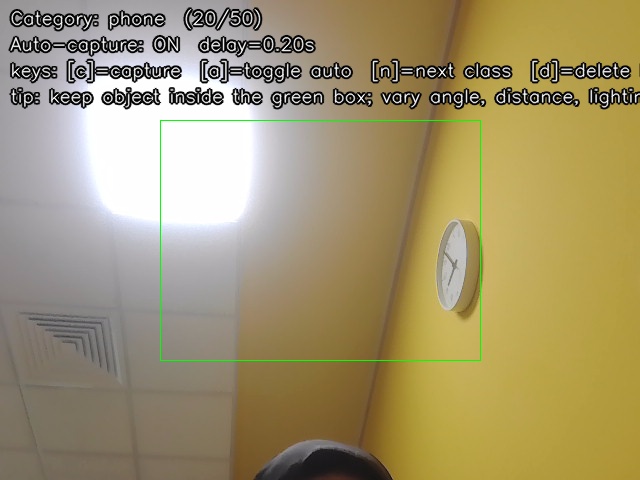 Category: phone (20/50)
Auto-capture: ON delay=0.20s
keys: [c]=capture [a]=toggle auto [n]=next class [d]=delete
tip: keep object inside the green box; vary angle, distance,